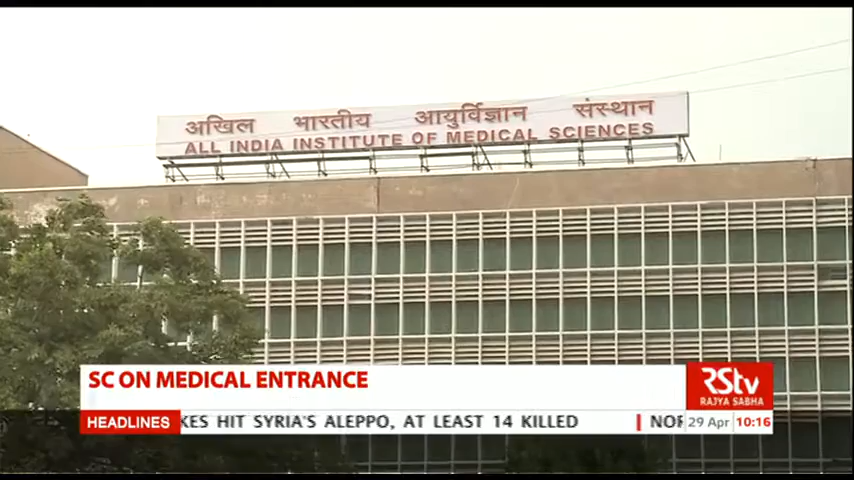 अखिल भारतीय आयुर्विज्ञान संस्थान
ALL INDIA INSTITUTE OF MEDICAL SCIENCES
SC ON MEDICAL ENTRANCE
RStv
RAJYA SABHA
HEADLINES
KES HIT SYRIA'S ALEPPO, AT LEAST 14 KILLED
NOR
29 Apr 10:16